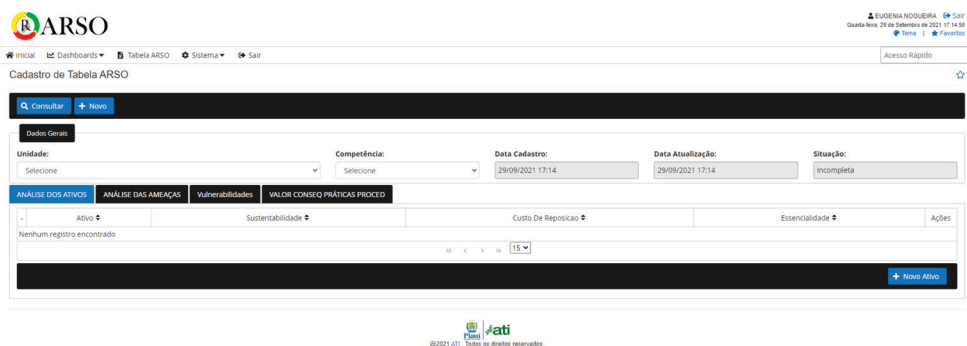 ARSO
EUGENIA NOGUEIRA Sair
Quarta-feira, 29 de Setembro de 2021 17:14:50
Tema | Favoritos
Inicial Dashboards Tabela ARSO Sistema Sair
Acesso Rápido
Cadastro de Tabela ARSO
Consultar + Novo
Dados Gerais
Unidade: Competência: Data Cadastro: Data Atualização: Situação:
Selecione Selecione 29/09/2021 17:14 29/09/2021 17:14 Incompleta
ANÁLISE DOS ATIVOS ANÁLISE DAS AMEAÇAS Vulnerabilidades VALOR CONSEQ PRÁTICAS PROCED
- Ativo Sustentabilidade Custo De Reposicao Essencialidade Ações
Nenhum registro encontrado
« ‹ › » 15
+ Novo Ativo
Piauí ati
@2021 ATI . Todos os direitos reservados.